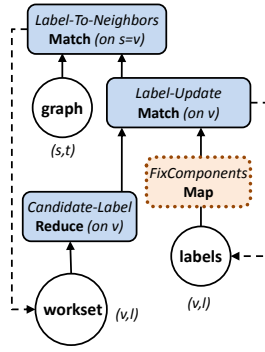 Label-To-Neighbors
Match (on s=v)
graph
(s,t)
Label-Update
Match (on v)
FixComponents
Map
Candidate-Label
Reduce (on v)
labels
(v,l)
workset
(v,l)